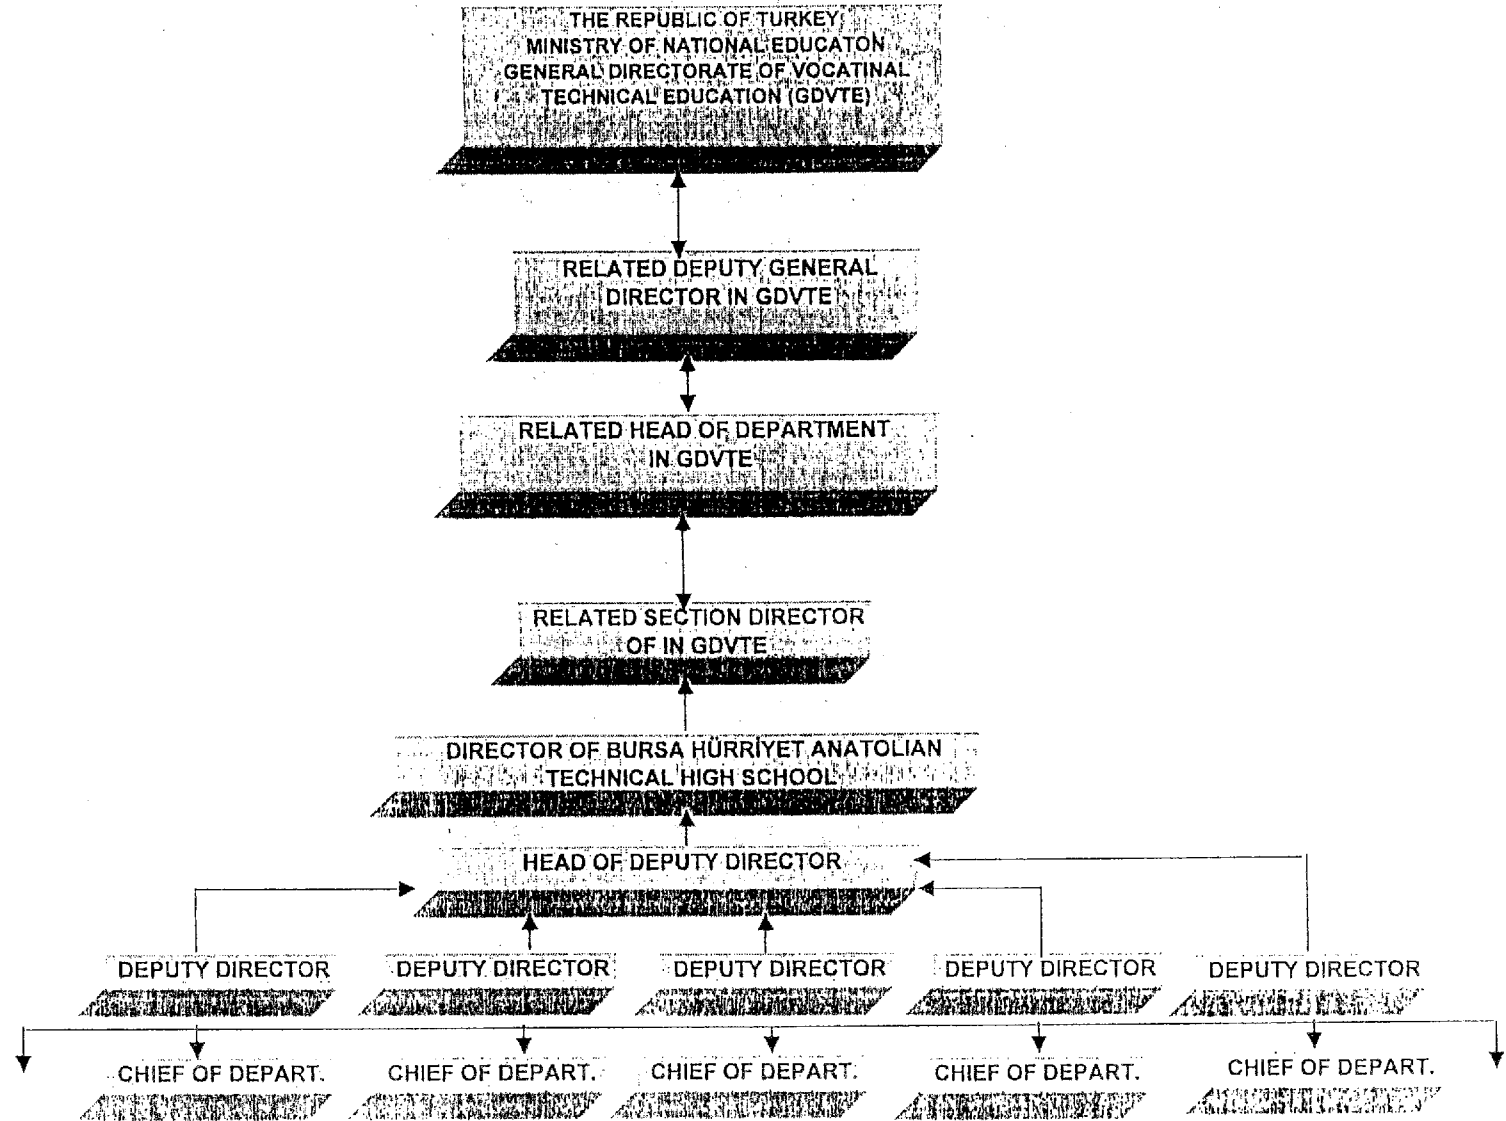 THE REPUBLIC OF TURKEY
MINISTRY OF NATIONAL EDUCATON
GENERAL DIRECTORATE OF VOCATINAL
TECHNICAL EDUCATION (GDVTE)
RELATED DEPUTY GENERAL
DIRECTOR IN GDVTE
RELATED HEAD OF DEPARTMENT
IN GDVTE
RELATED SECTION DIRECTOR
OF IN GDVTE
DIRECTOR OF BURSA HÜRRİYET ANATOLIAN
TECHNICAL HIGH SCHOOL
HEAD OF DEPUTY DIRECTOR
DEPUTY DIRECTOR DEPUTY DIRECTOR DEPUTY DIRECTOR DEPUTY DIRECTOR DEPUTY DIRECTOR
CHIEF OF DEPART. CHIEF OF DEPART. CHIEF OF DEPART. CHIEF OF DEPART. CHIEF OF DEPART.